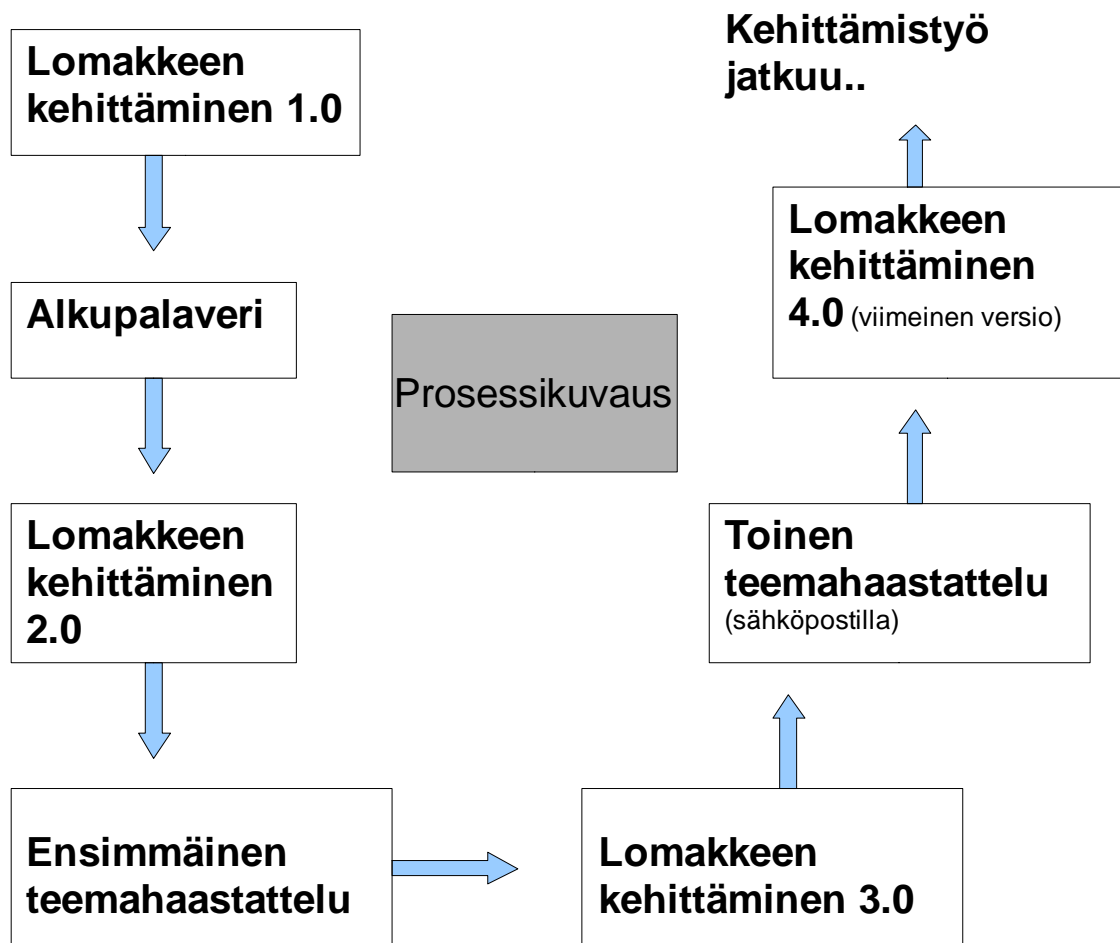 Lomakkeen
kehittäminen 1.0
Alkupalaveri
Lomakkeen
kehittäminen
2.0
Ensimmäinen
teemahaastattelu
Prosessikuvaus
Lomakkeen
kehittäminen 3.0
Toinen
teemahaastattelu
(sähköpostilla)
Lomakkeen
kehittäminen
4.0 (viimeinen versio)
Kehittämistyö
jatkuu..